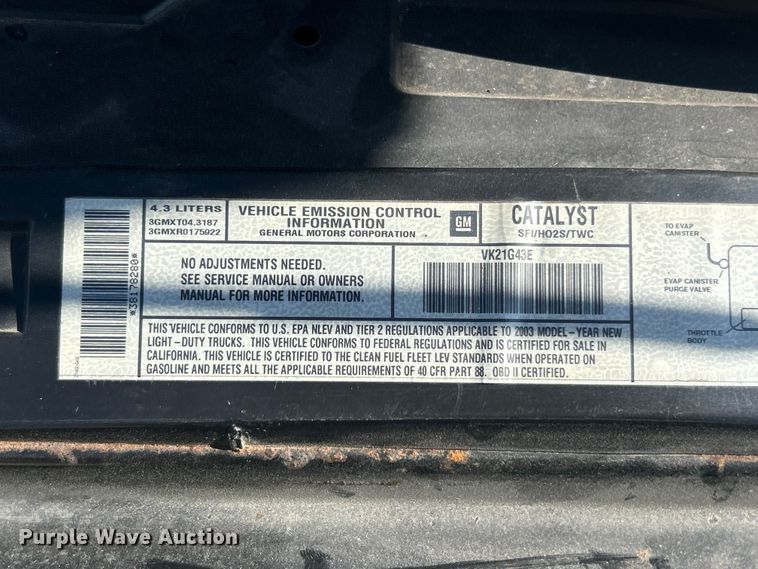 4.3 LITERS
3GMXT04.3187
3GMXR0175922
VEHICLE EMISSION CONTROL
INFORMATION
GENERAL MOTORS CORPORATION
GM
CATALYST
SFI/HO2S/TWC
*38178280*
NO ADJUSTMENTS NEEDED.
SEE SERVICE MANUAL OR OWNERS
MANUAL FOR MORE INFORMATION.
VK21G43E
THIS VEHICLE CONFORMS TO U.S. EPA NLEV AND TIER 2 REGULATIONS APPLICABLE TO 2003 MODEL-YEAR NEW
LIGHT-DUTY TRUCKS. THIS VEHICLE CONFORMS TO FEDERAL REGULATIONS AND IS CERTIFIED FOR SALE IN
CALIFORNIA. THIS VEHICLE IS CERTIFIED TO THE CLEAN FUEL FLEET LEV STANDARDS WHEN OPERATED ON
GASOLINE AND MEETS ALL THE APPLICABLE REQUIREMENTS OF 40 CFR PART 88. OBD II CERTIFIED.
TO EVAP
CANISTER
EVAP CANISTER
PURGE VALVE
THROTTLE
BODY
Purple Wave Auction